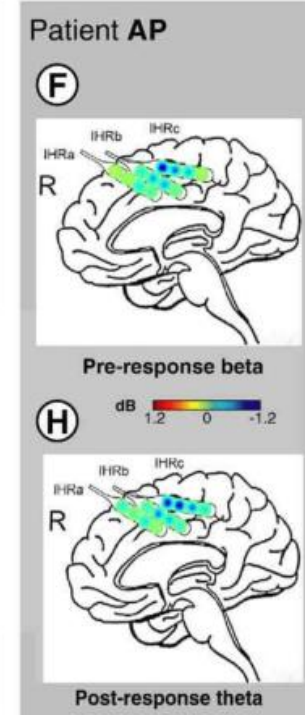 Patient AP
F
IHRb IHRc
IHRa
R
Pre-response beta
dB
1.2 0 -1.2
H
IHRb IHRc
IHRa
R
Post-response theta